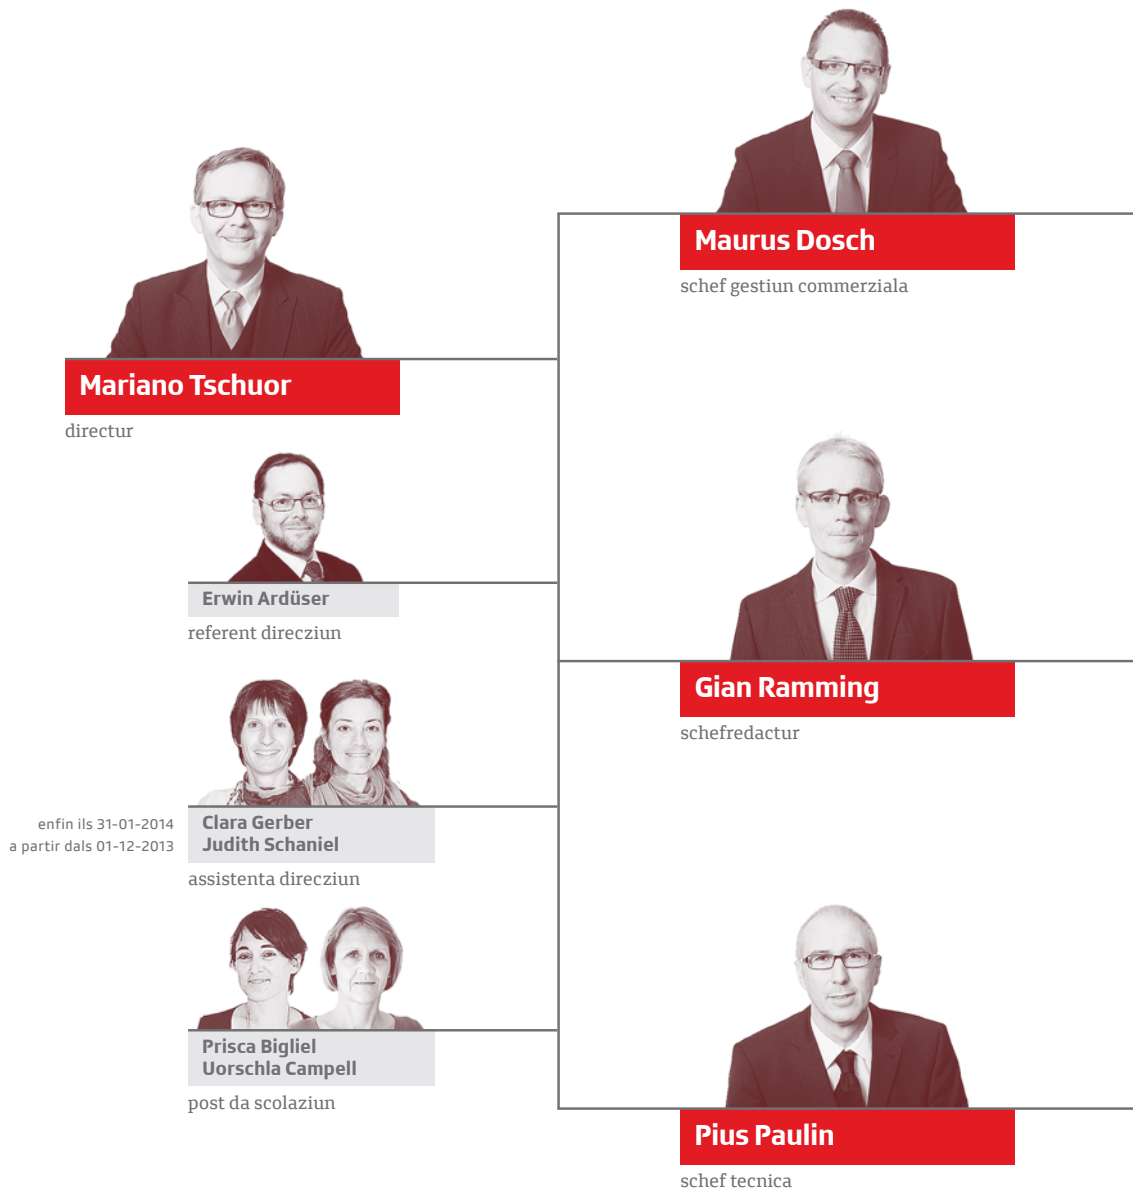 Maurus Dosch
schef gestiun commerziala
Mariano Tschuor
directur
Erwin Ardüser
referent direcziun
Gian Ramming
schefredactur
enfin ils 31-01-2014
a partir dals 01-12-2013
Clara Gerber
Judith Schaniel
assistenta direcziun
Prisca Bigliel
Uorschla Campell
post da scolaziun
Pius Paulin
schef tecnica